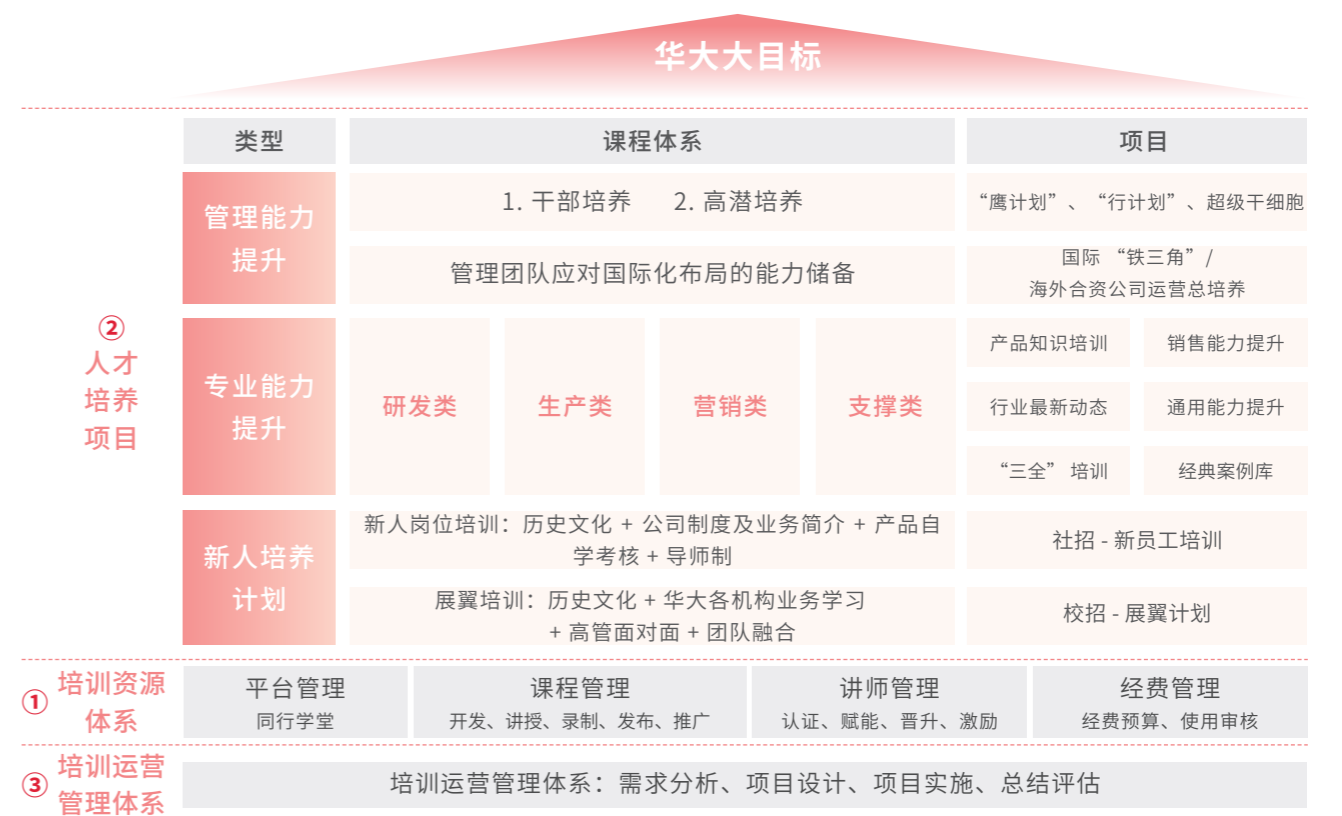 华大大目标
类型
课程体系
项目
②
人才
培养
项目
管理能力
提升
1. 干部培养 2. 高潜培养
“鹰计划”、“行计划”、超级干细胞
管理团队应对国际化布局的能力储备
国际 “铁三角” /
海外合资公司运营总培养
专业能力
提升
研发类
生产类
营销类
支撑类
产品知识培训
销售能力提升
行业最新动态
通用能力提升
“三全” 培训
经典案例库
新人培养
计划
新人岗位培训：历史文化 + 公司制度及业务简介 + 产品自
学考核 + 导师制
社招 - 新员工培训
展翼培训：历史文化 + 华大各机构业务学习
+ 高管面对面 + 团队融合
校招 - 展翼计划
①
培训资源
体系
平台管理
同行学堂
课程管理
开发、讲授、录制、发布、推广
讲师管理
认证、赋能、晋升、激励
经费管理
经费预算、使用审核
③
培训运营
管理体系
培训运营管理体系：需求分析、项目设计、项目实施、总结评估